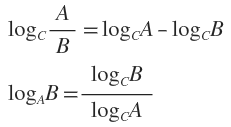 log_C A/B = log_C A – log_C B
log_A B = log_C B / log_C A